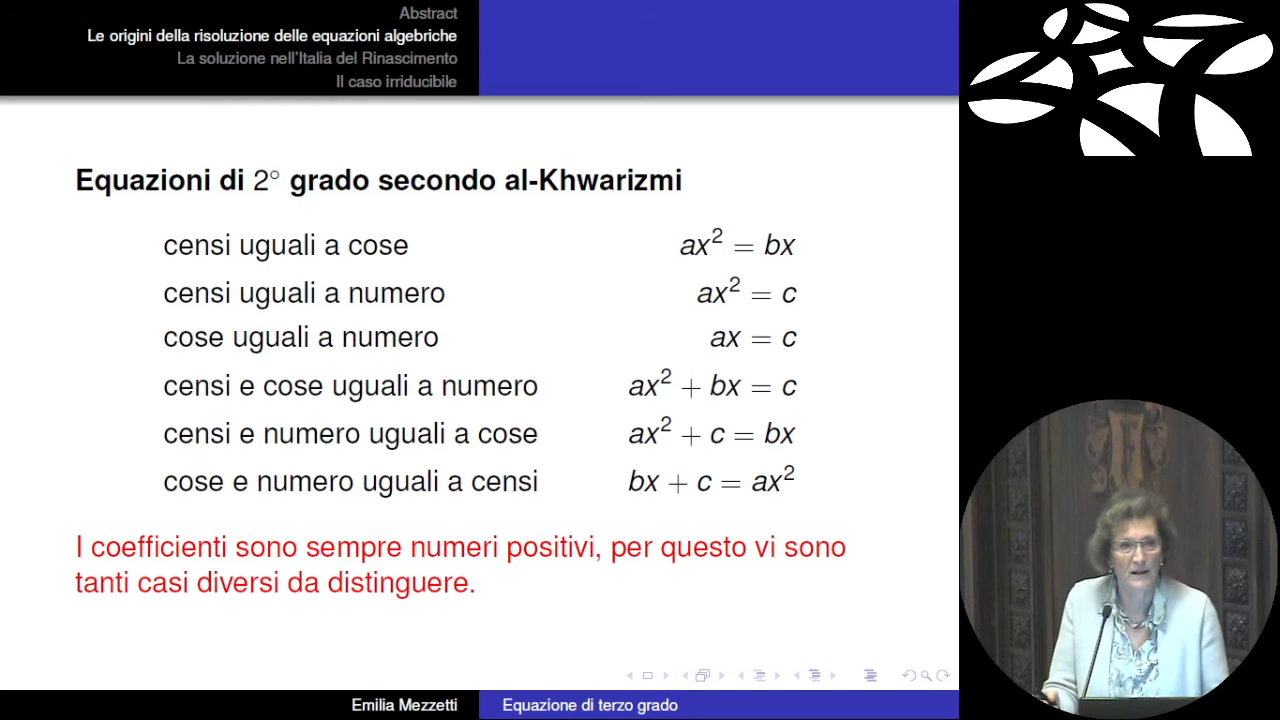 Abstract
Le origini della risoluzione delle equazioni algebriche
La soluzione nell'Italia del Rinascimento
Il caso irriducibile
Equazioni di 2° grado secondo al-Khwarizmi
censi uguali a cose ax² = bx
censi uguali a numero ax² = c
cose uguali a numero ax = c
censi e cose uguali a numero ax² + bx = c
censi e numero uguali a cose ax² + c = bx
cose e numero uguali a censi bx + c = ax²
I coefficienti sono sempre numeri positivi, per questo vi sono
tanti casi diversi da distinguere.
Emilia Mezzetti Equazione di terzo grado